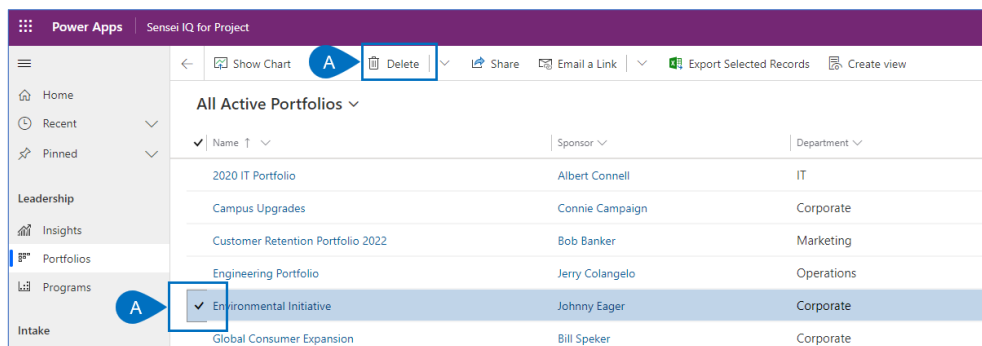 Power Apps Sensei IQ for Project
Show Chart A Delete Share Email a Link Export Selected Records Create view
Home
Recent
Pinned
Leadership
Insights
Portfolios
Programs
Intake
All Active Portfolios
Name Sponsor Department
2020 IT Portfolio Albert Connell IT
Campus Upgrades Connie Campaign Corporate
Customer Retention Portfolio 2022 Bob Banker Marketing
Engineering Portfolio Jerry Colangelo Operations
A Environmental Initiative Johnny Eager Corporate
Global Consumer Expansion Bill Speker Corporate